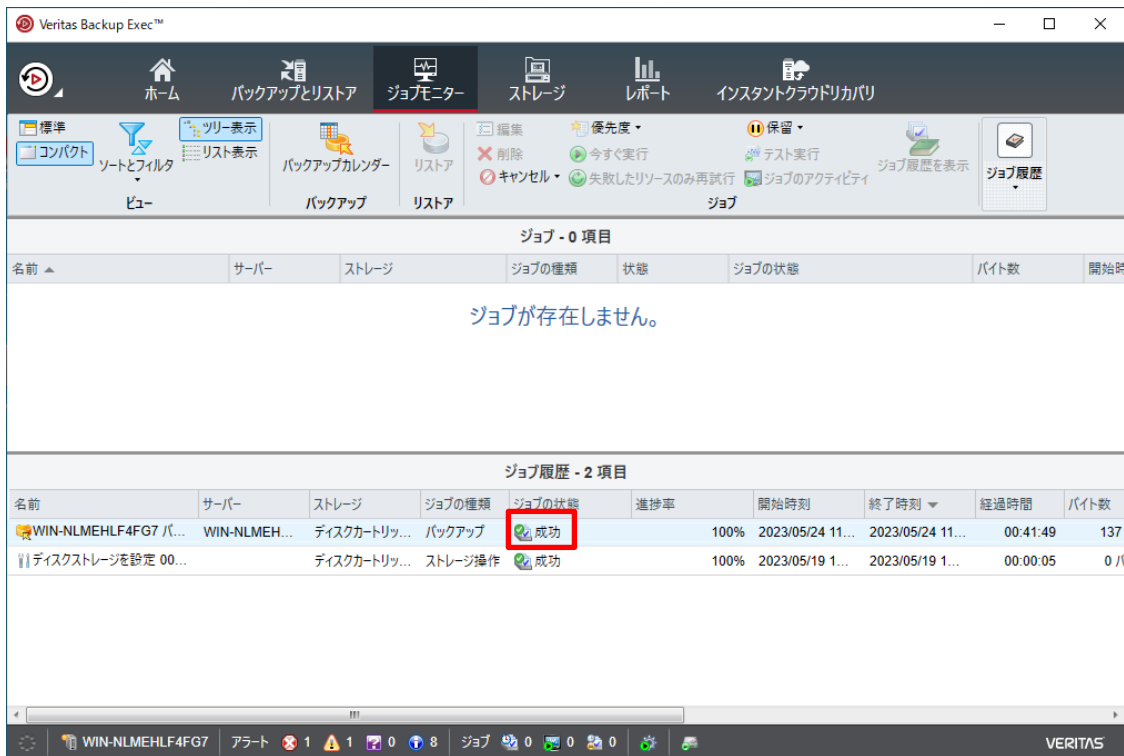 Veritas Backup Exec™
ホーム バックアップとリストア ジョブモニター ストレージ レポート インスタントクラウドリカバリ
標準 コンパクト ソートとフィルタ ツリー表示 リスト表示 ビュー
バックアップカレンダー バックアップ
リストア リストア
編集 優先度 保留
削除 今すぐ実行 テスト実行
キャンセル 失敗したリソースのみ再試行 ジョブのアクティビティ
ジョブ履歴を表示 ジョブ
ジョブ履歴
ジョブ - 0 項目
名前 サーバー ストレージ ジョブの種類 状態 ジョブの状態 バイト数 開始時
ジョブが存在しません。
ジョブ履歴 - 2 項目
名前 サーバー ストレージ ジョブの種類 ジョブの状態 進捗率 開始時刻 終了時刻 経過時間 バイト数
WIN-NLMEHLF4FG7 バ... WIN-NLMEH... ディスクカートリッ... バックアップ 成功 100% 2023/05/24 11... 2023/05/24 11... 00:41:49 137
ディスクストレージを設定 00... ディスクカートリッ... ストレージ操作 成功 100% 2023/05/19 1... 2023/05/19 1... 00:00:05 0 バ
WIN-NLMEHLF4FG7 アラート 1 1 0 8 ジョブ 0 0 0 VERITAS